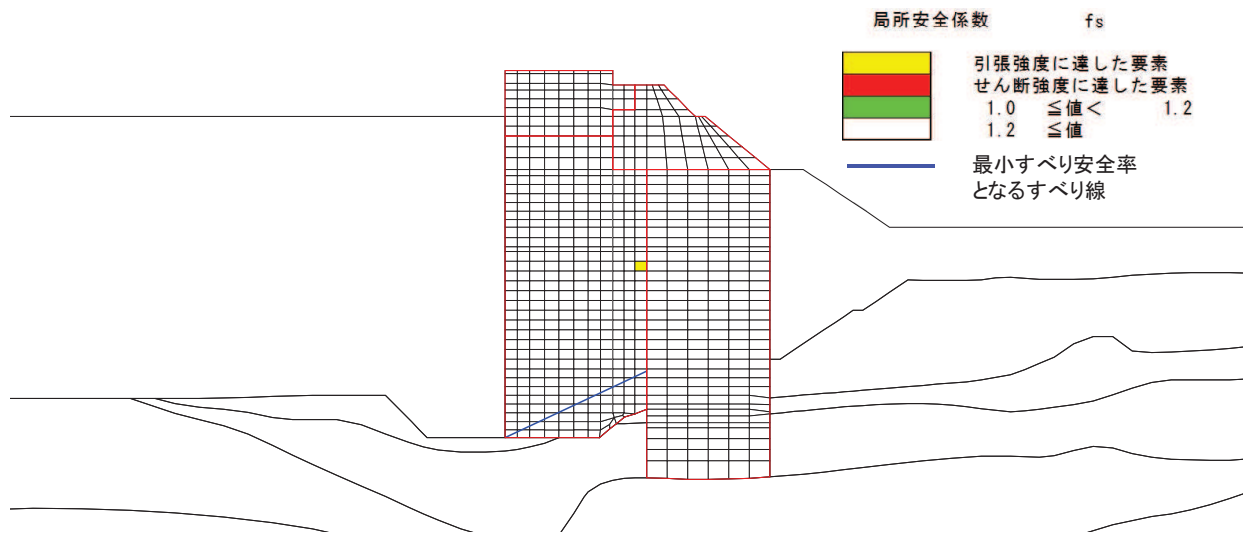 局所安全係数 fs
引張強度に達した要素
せん断強度に達した要素
1.0 ≦値< 1.2
1.2 ≦値
最小すべり安全率
となるすべり線